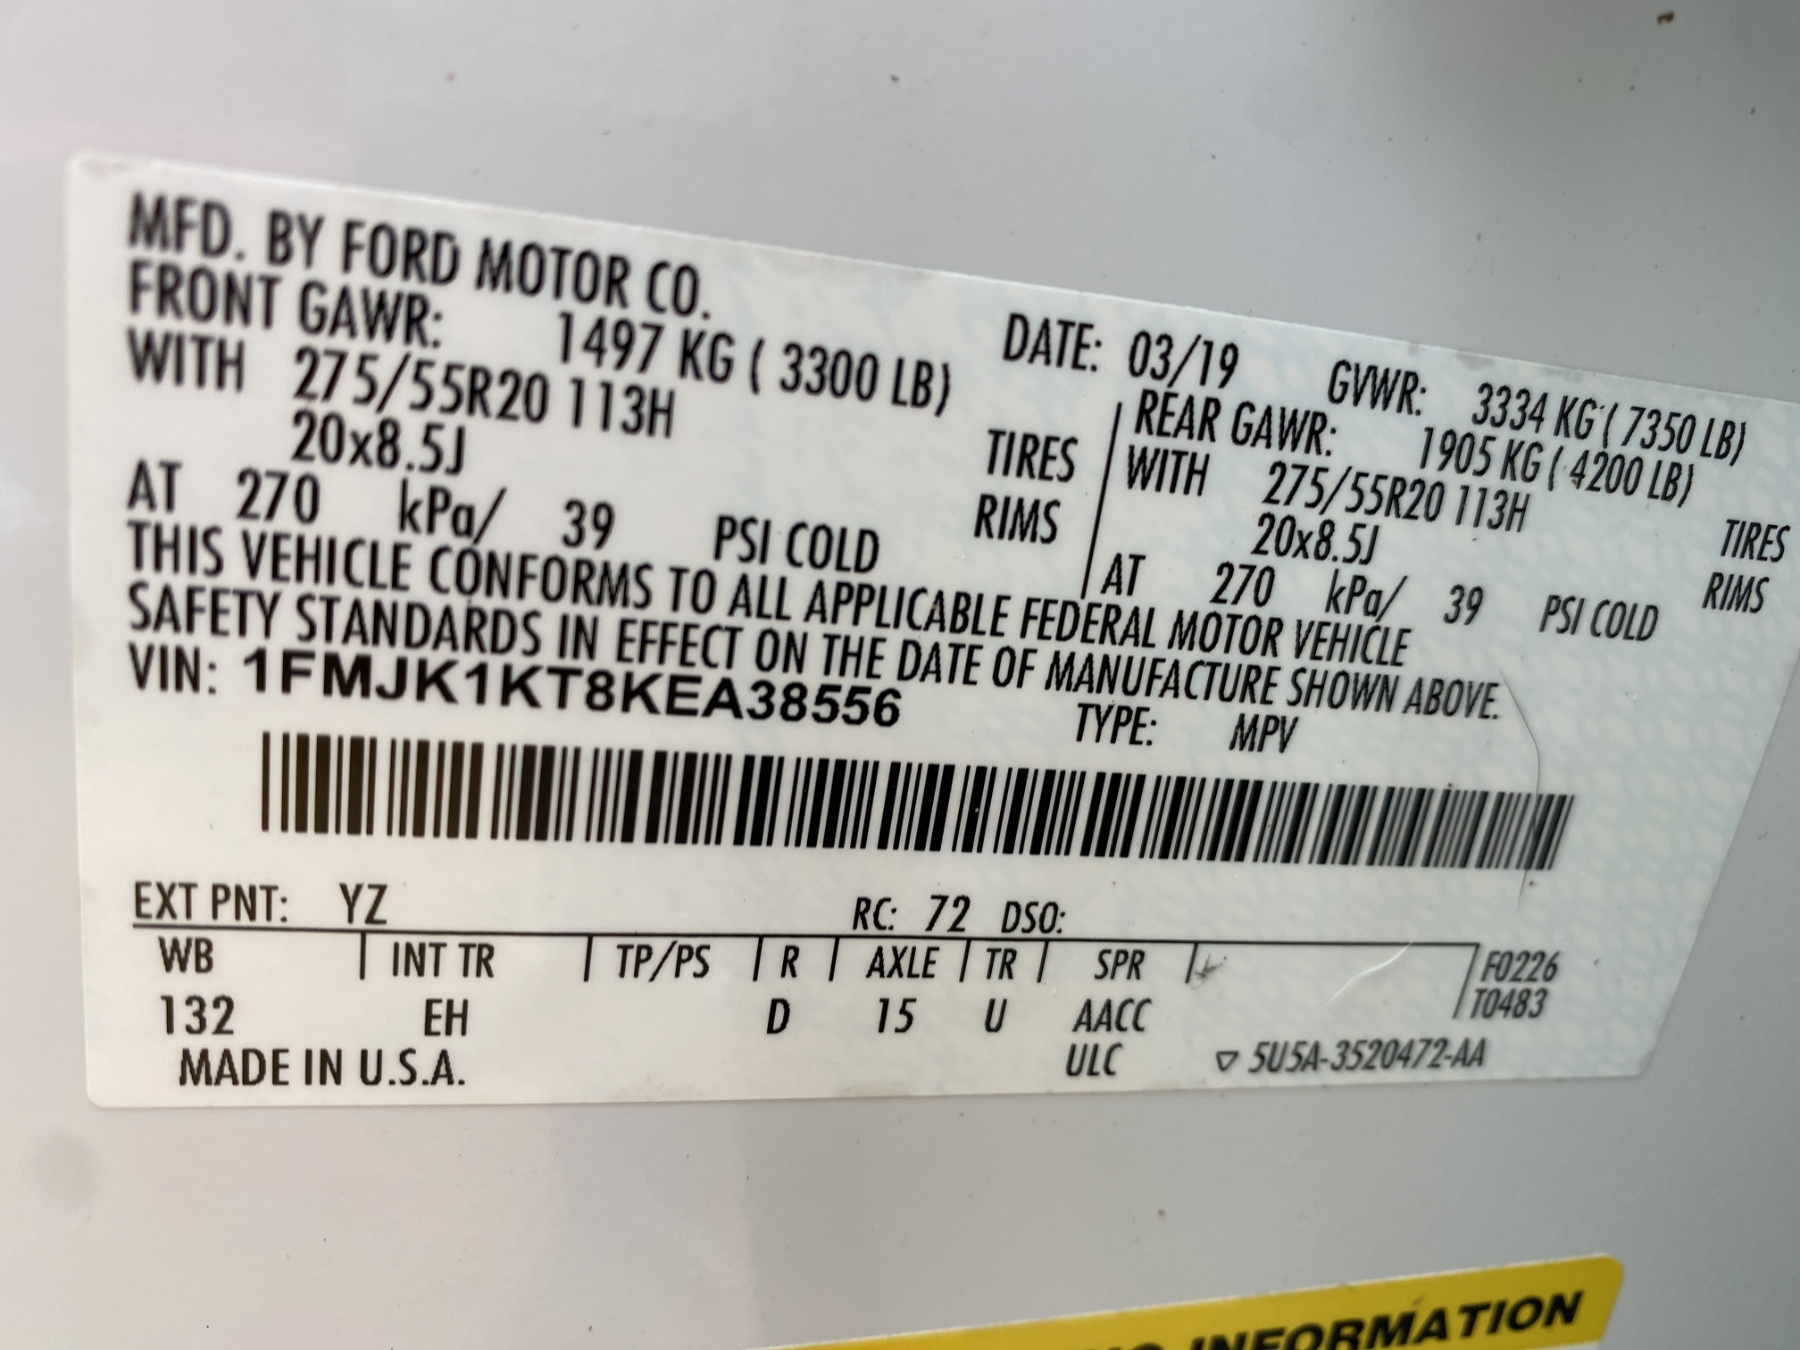 MFD. BY FORD MOTOR CO.
DATE: 03/19 GVWR: 3334 KG ( 7350 LB)
FRONT GAWR: 1497 KG ( 3300 LB)
REAR GAWR: 1905 KG ( 4200 LB)
WITH 275/55R20 113H TIRES
WITH 275/55R20 113H TIRES
20x8.5J RIMS
20x8.5J RIMS
AT 270 kPa/ 39 PSI COLD
AT 270 kPa/ 39 PSI COLD
THIS VEHICLE CONFORMS TO ALL APPLICABLE FEDERAL MOTOR VEHICLE
SAFETY STANDARDS IN EFFECT ON THE DATE OF MANUFACTURE SHOWN ABOVE.
VIN: 1FMJK1KT8KEA38556 TYPE: MPV
EXT PNT: YZ RC: 72 DSO:
WB INT TR TP/PS R AXLE TR SPR F0226
132 EH D 15 U AACC T0483
MADE IN U.S.A. ULC 5U5A-3520472-AA
INFORMATION